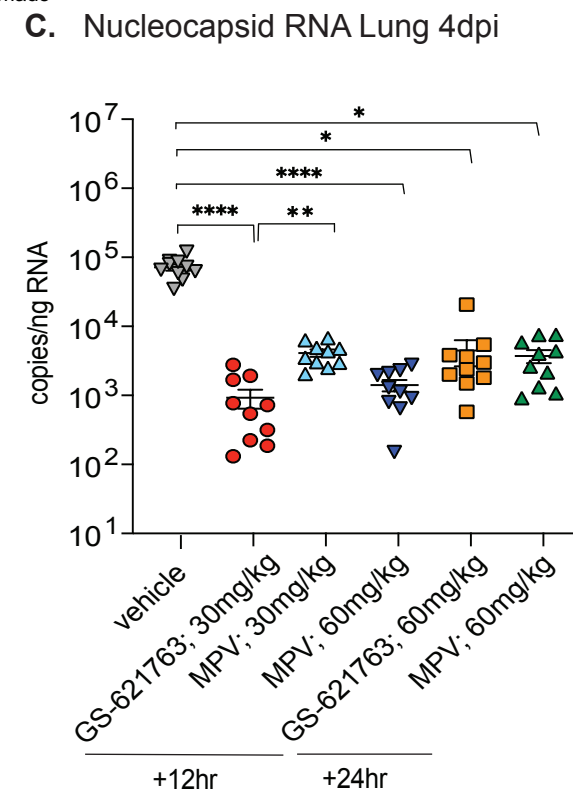 C. Nucleocapsid RNA Lung 4dpi
copies/ng RNA
10^7
10^6
10^5
10^4
10^3
10^2
10^1
*
*
****
****
**
vehicle
GS-621763; 30mg/kg
MPV; 30mg/kg
MPV; 60mg/kg
GS-621763; 60mg/kg
MPV; 60mg/kg
+12hr
+24hr